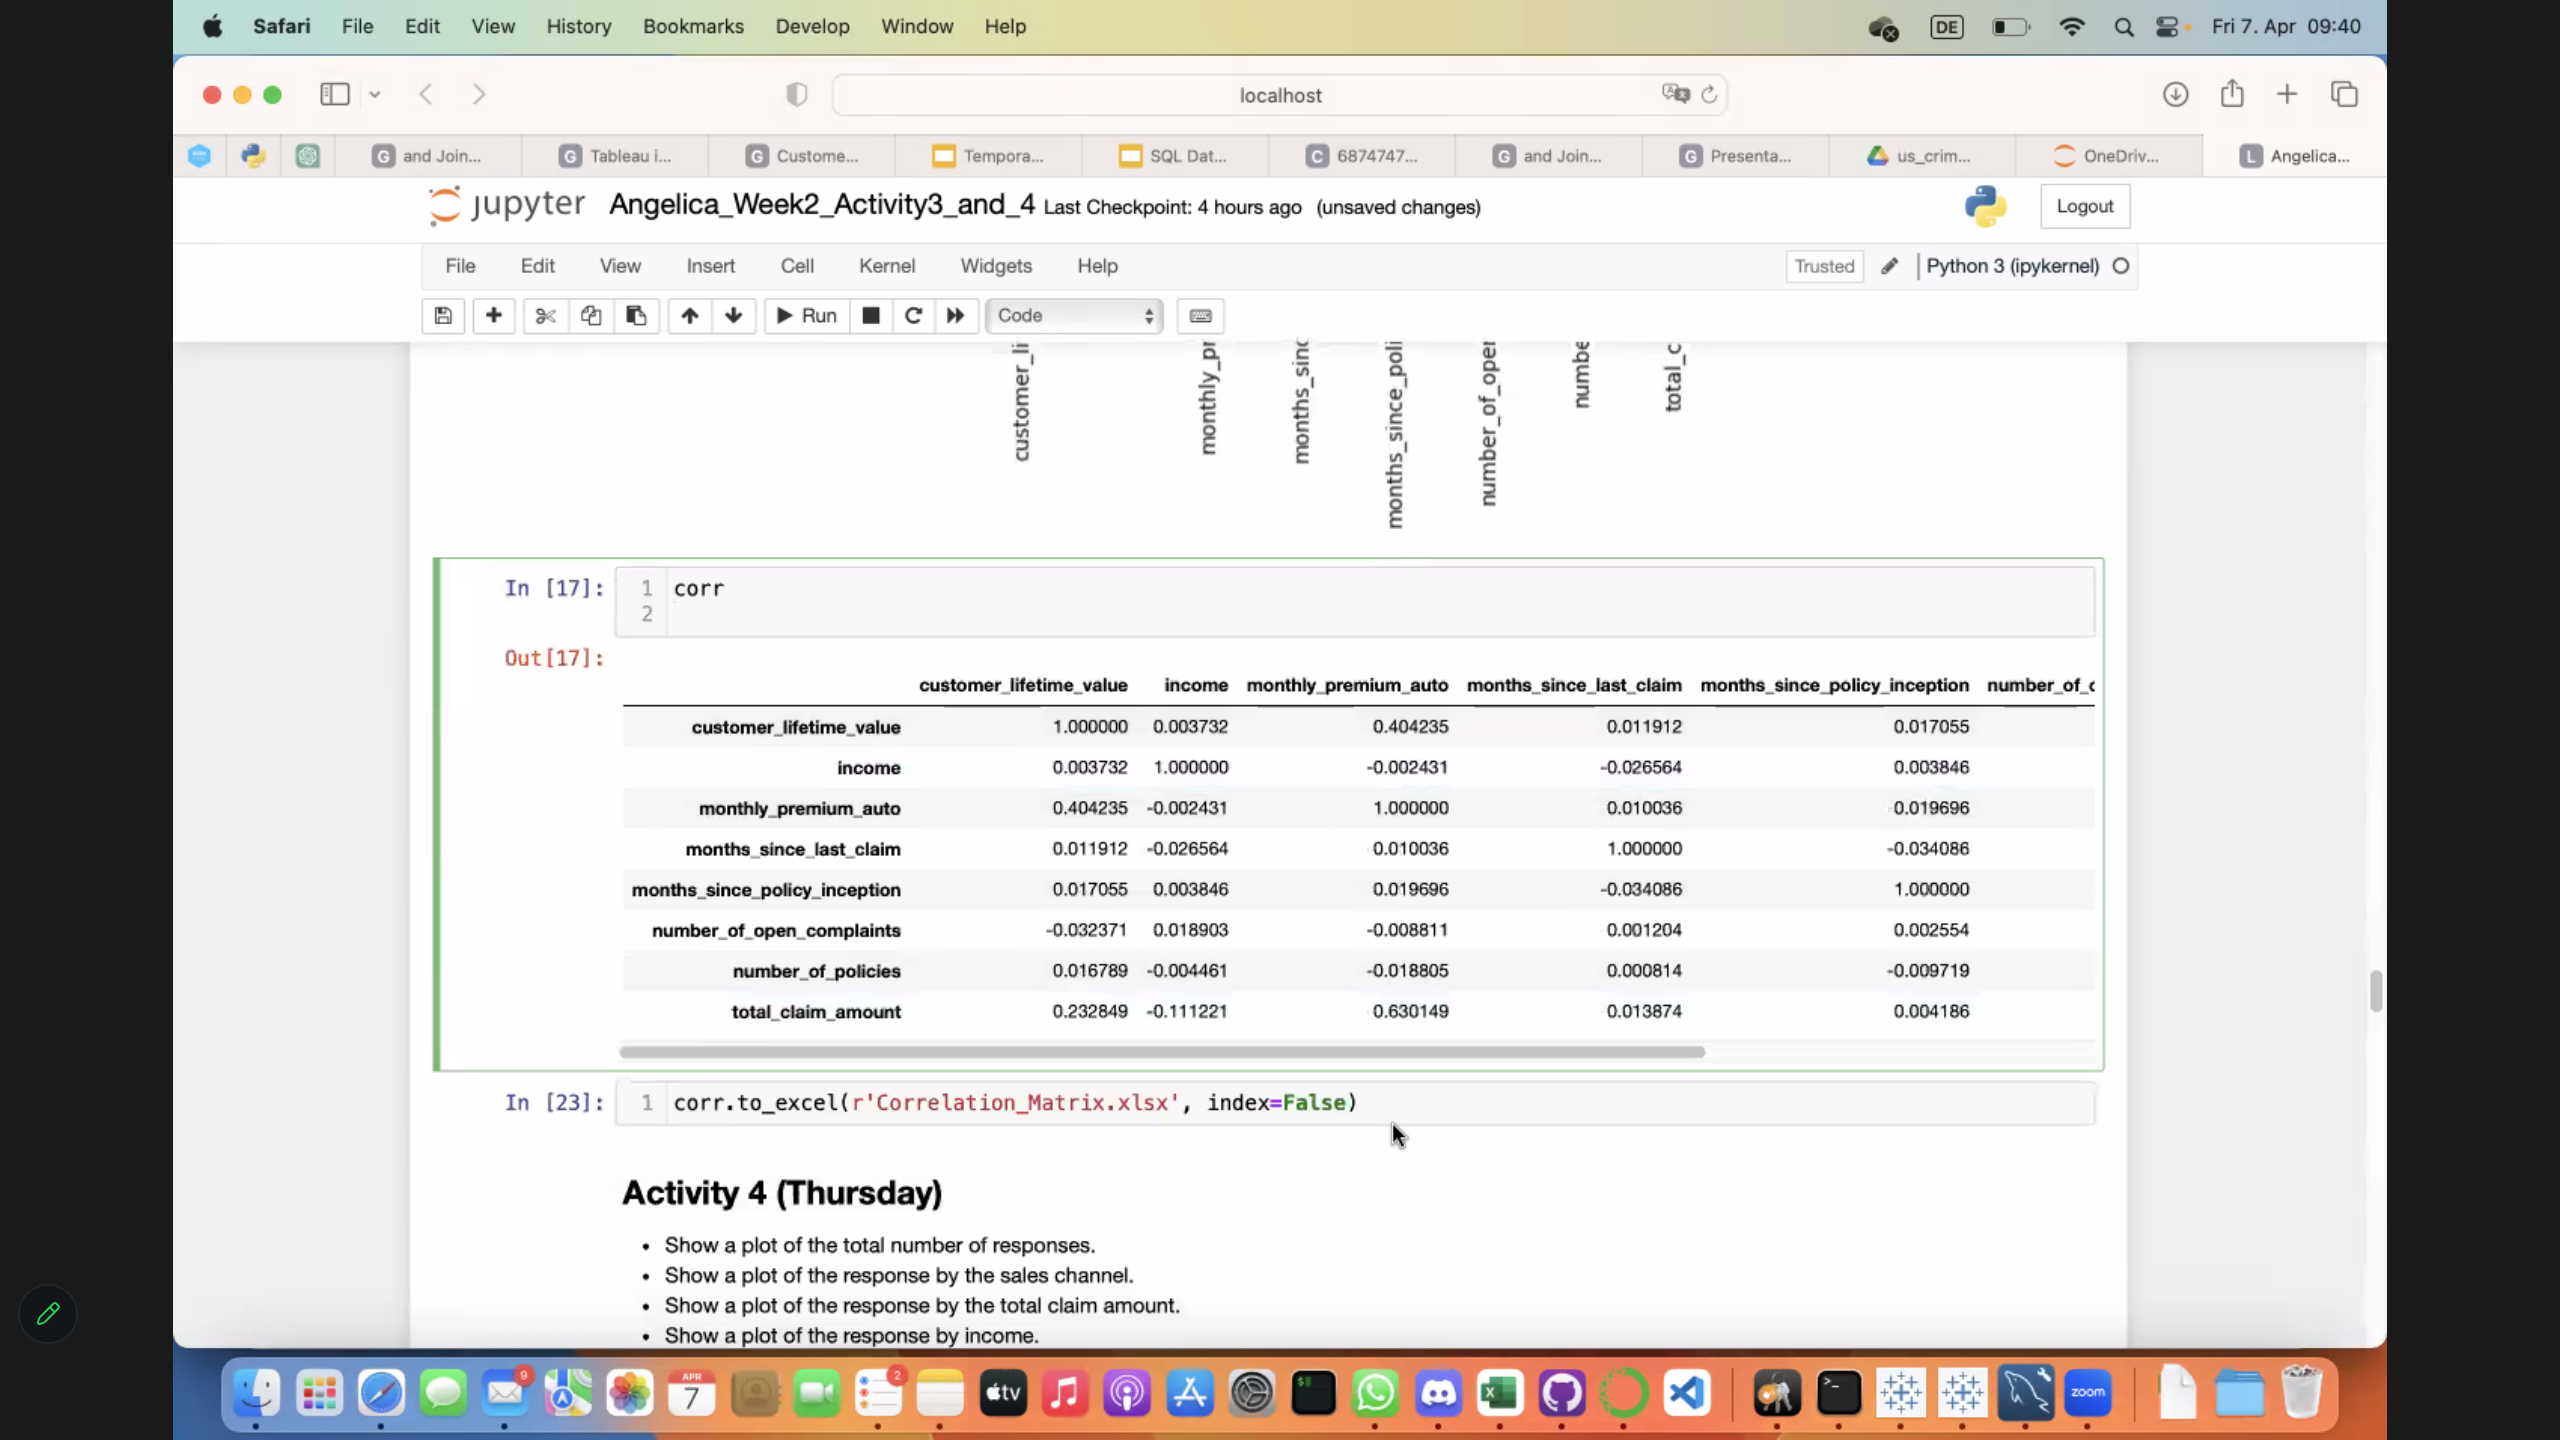 Safari File Edit View History Bookmarks Develop Window Help DE Fri 7. Apr 09:40
localhost
G and Join... G Tableau i... G Custome... Tempora... SQL Dat... C 6874747... G and Join... G Presenta... us_crim... OneDriv... L Angelica...
jupyter Angelica_Week2_Activity3_and_4 Last Checkpoint: 4 hours ago (unsaved changes) Logout
File Edit View Insert Cell Kernel Widgets Help Trusted Python 3 (ipykernel)
Run Code
customer_li
monthly_pr
months_sinc
months_since_poli
number_of_oper
numbe
total_c
In [17]: 1 corr
2
Out[17]:
customer_lifetime_value income monthly_premium_auto months_since_last_claim months_since_policy_inception number_of_c
customer_lifetime_value 1.000000 0.003732 0.404235 0.011912 0.017055
income 0.003732 1.000000 -0.002431 -0.026564 0.003846
monthly_premium_auto 0.404235 -0.002431 1.000000 0.010036 0.019696
months_since_last_claim 0.011912 -0.026564 0.010036 1.000000 -0.034086
months_since_policy_inception 0.017055 0.003846 0.019696 -0.034086 1.000000
number_of_open_complaints -0.032371 0.018903 -0.008811 0.001204 0.002554
number_of_policies 0.016789 -0.004461 -0.018805 0.000814 -0.009719
total_claim_amount 0.232849 -0.111221 0.630149 0.013874 0.004186
In [23]: 1 corr.to_excel(r'Correlation_Matrix.xlsx', index=False)
Activity 4 (Thursday)
• Show a plot of the total number of responses.
• Show a plot of the response by the sales channel.
• Show a plot of the response by the total claim amount.
• Show a plot of the response by income.
9 APR 7 2 tv zoom